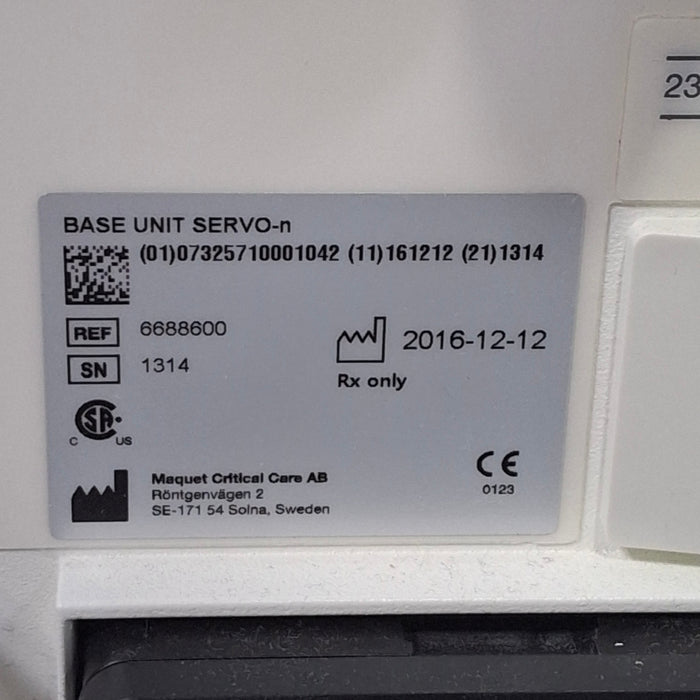 23
BASE UNIT SERVO-n
(01)07325710001042 (11)161212 (21)1314
REF 6688600
SN 1314
2016-12-12
Rx only
C SA US
CE
0123
Maquet Critical Care AB
Röntgenvägen 2
SE-171 54 Solna, Sweden